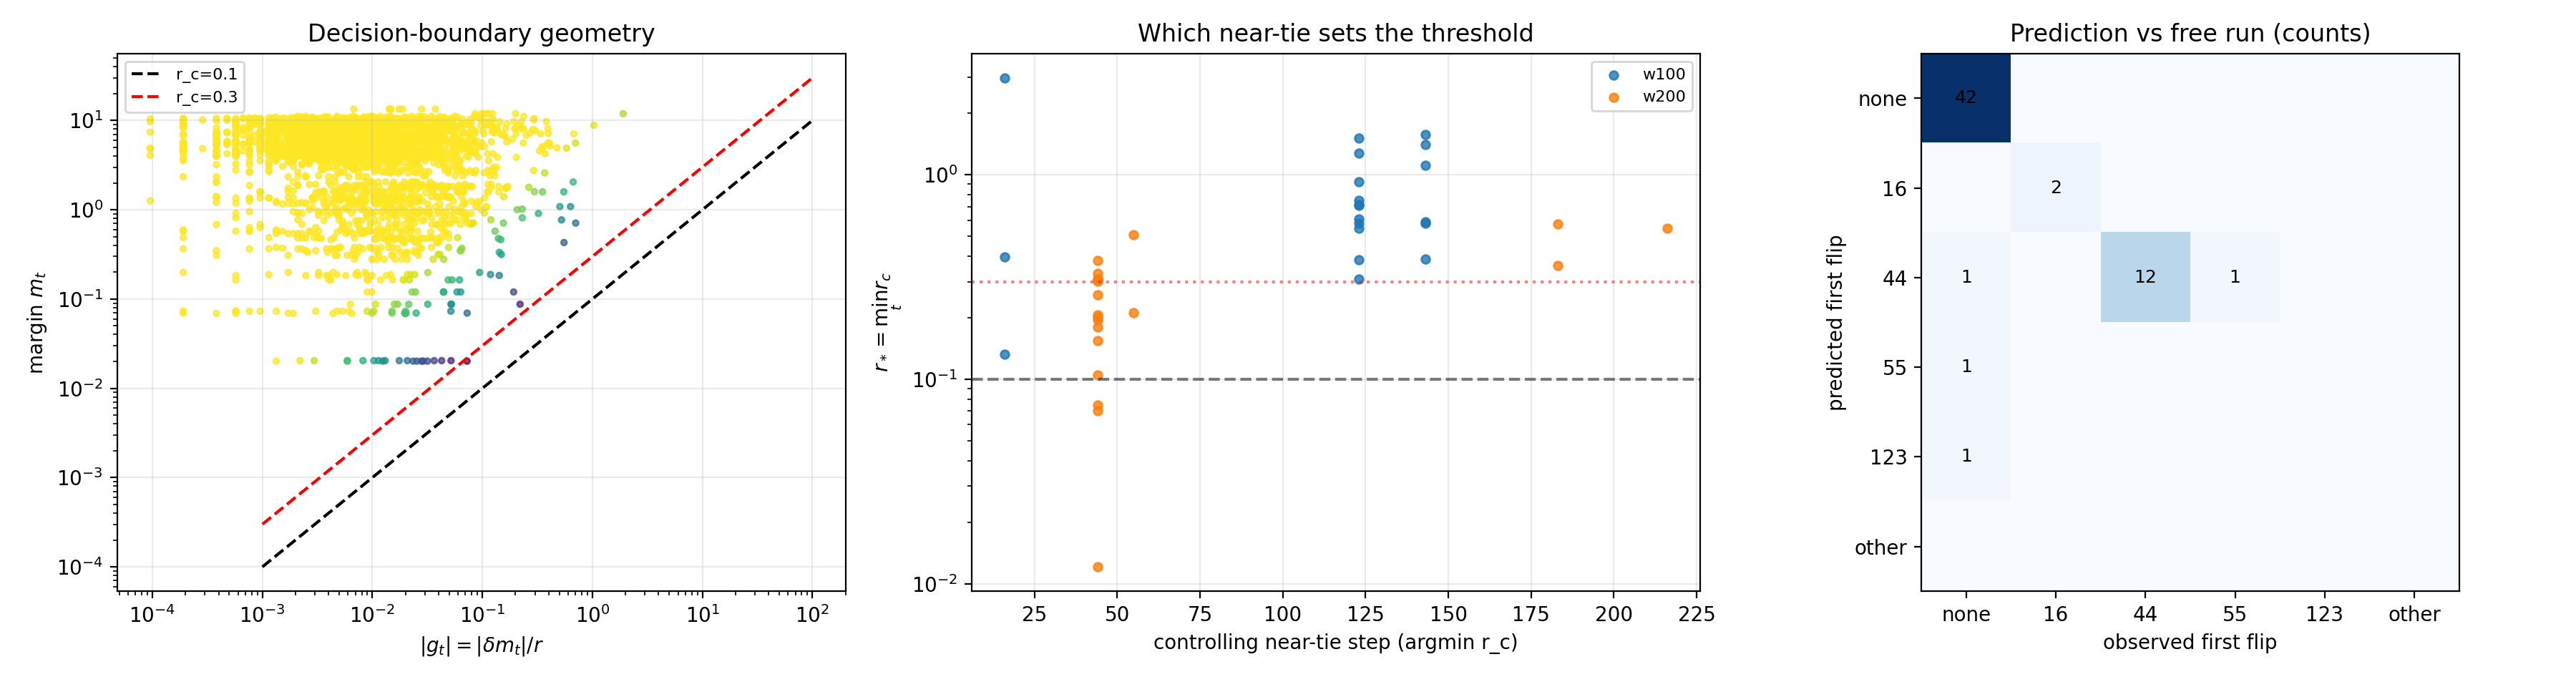 Decision-boundary geometry
r_c=0.1
r_c=0.3
margin m_t
10^1
10^0
10^-1
10^-2
10^-3
10^-4
10^-4 10^-3 10^-2 10^-1 10^0 10^1 10^2
|g_t| = |δm_t|/r
Which near-tie sets the threshold
w100
w200
r_* = min_t r_c
10^0
10^-1
10^-2
25 50 75 100 125 150 175 200 225
controlling near-tie step (argmin r_c)
Prediction vs free run (counts)
predicted first flip
none 42
16 2
44 1 12 1
55 1
123 1
other
none 16 44 55 123 other
observed first flip